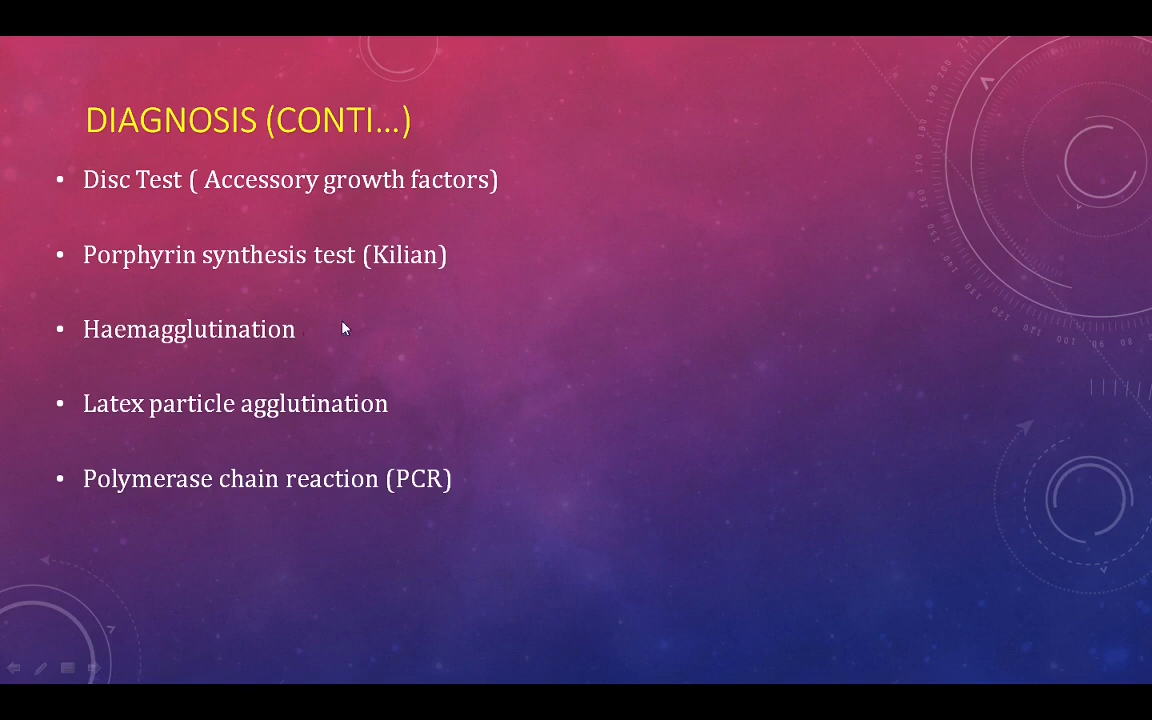 DIAGNOSIS (CONTI...)
• Disc Test ( Accessory growth factors)
• Porphyrin synthesis test (Kilian)
• Haemagglutination
• Latex particle agglutination
• Polymerase chain reaction (PCR)